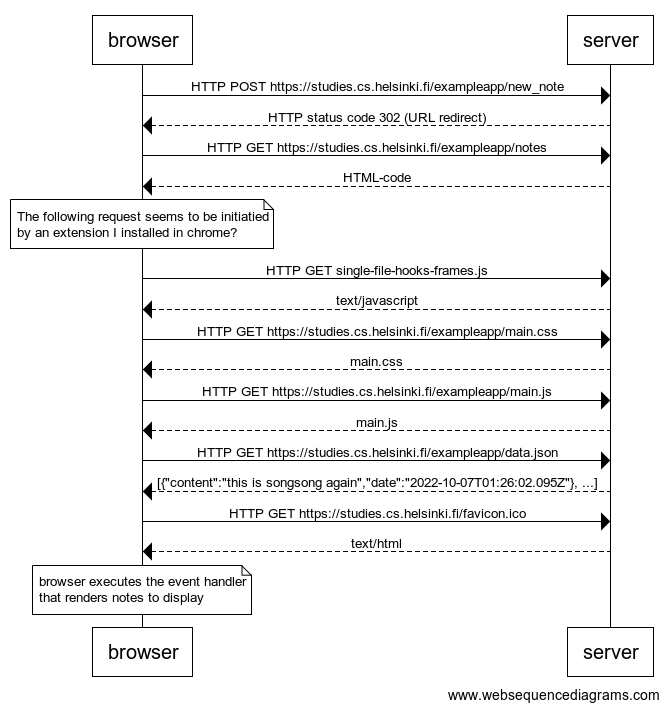 browser
server
HTTP POST https://studies.cs.helsinki.fi/exampleapp/new_note
HTTP status code 302 (URL redirect)
HTTP GET https://studies.cs.helsinki.fi/exampleapp/notes
HTML-code
The following request seems to be initiatied
by an extension I installed in chrome?
HTTP GET single-file-hooks-frames.js
text/javascript
HTTP GET https://studies.cs.helsinki.fi/exampleapp/main.css
main.css
HTTP GET https://studies.cs.helsinki.fi/exampleapp/main.js
main.js
HTTP GET https://studies.cs.helsinki.fi/exampleapp/data.json
[{"content":"this is songsong again","date":"2022-10-07T01:26:02.095Z"}, ...]
HTTP GET https://studies.cs.helsinki.fi/favicon.ico
text/html
browser executes the event handler
that renders notes to display
browser
server
www.websequencediagrams.com